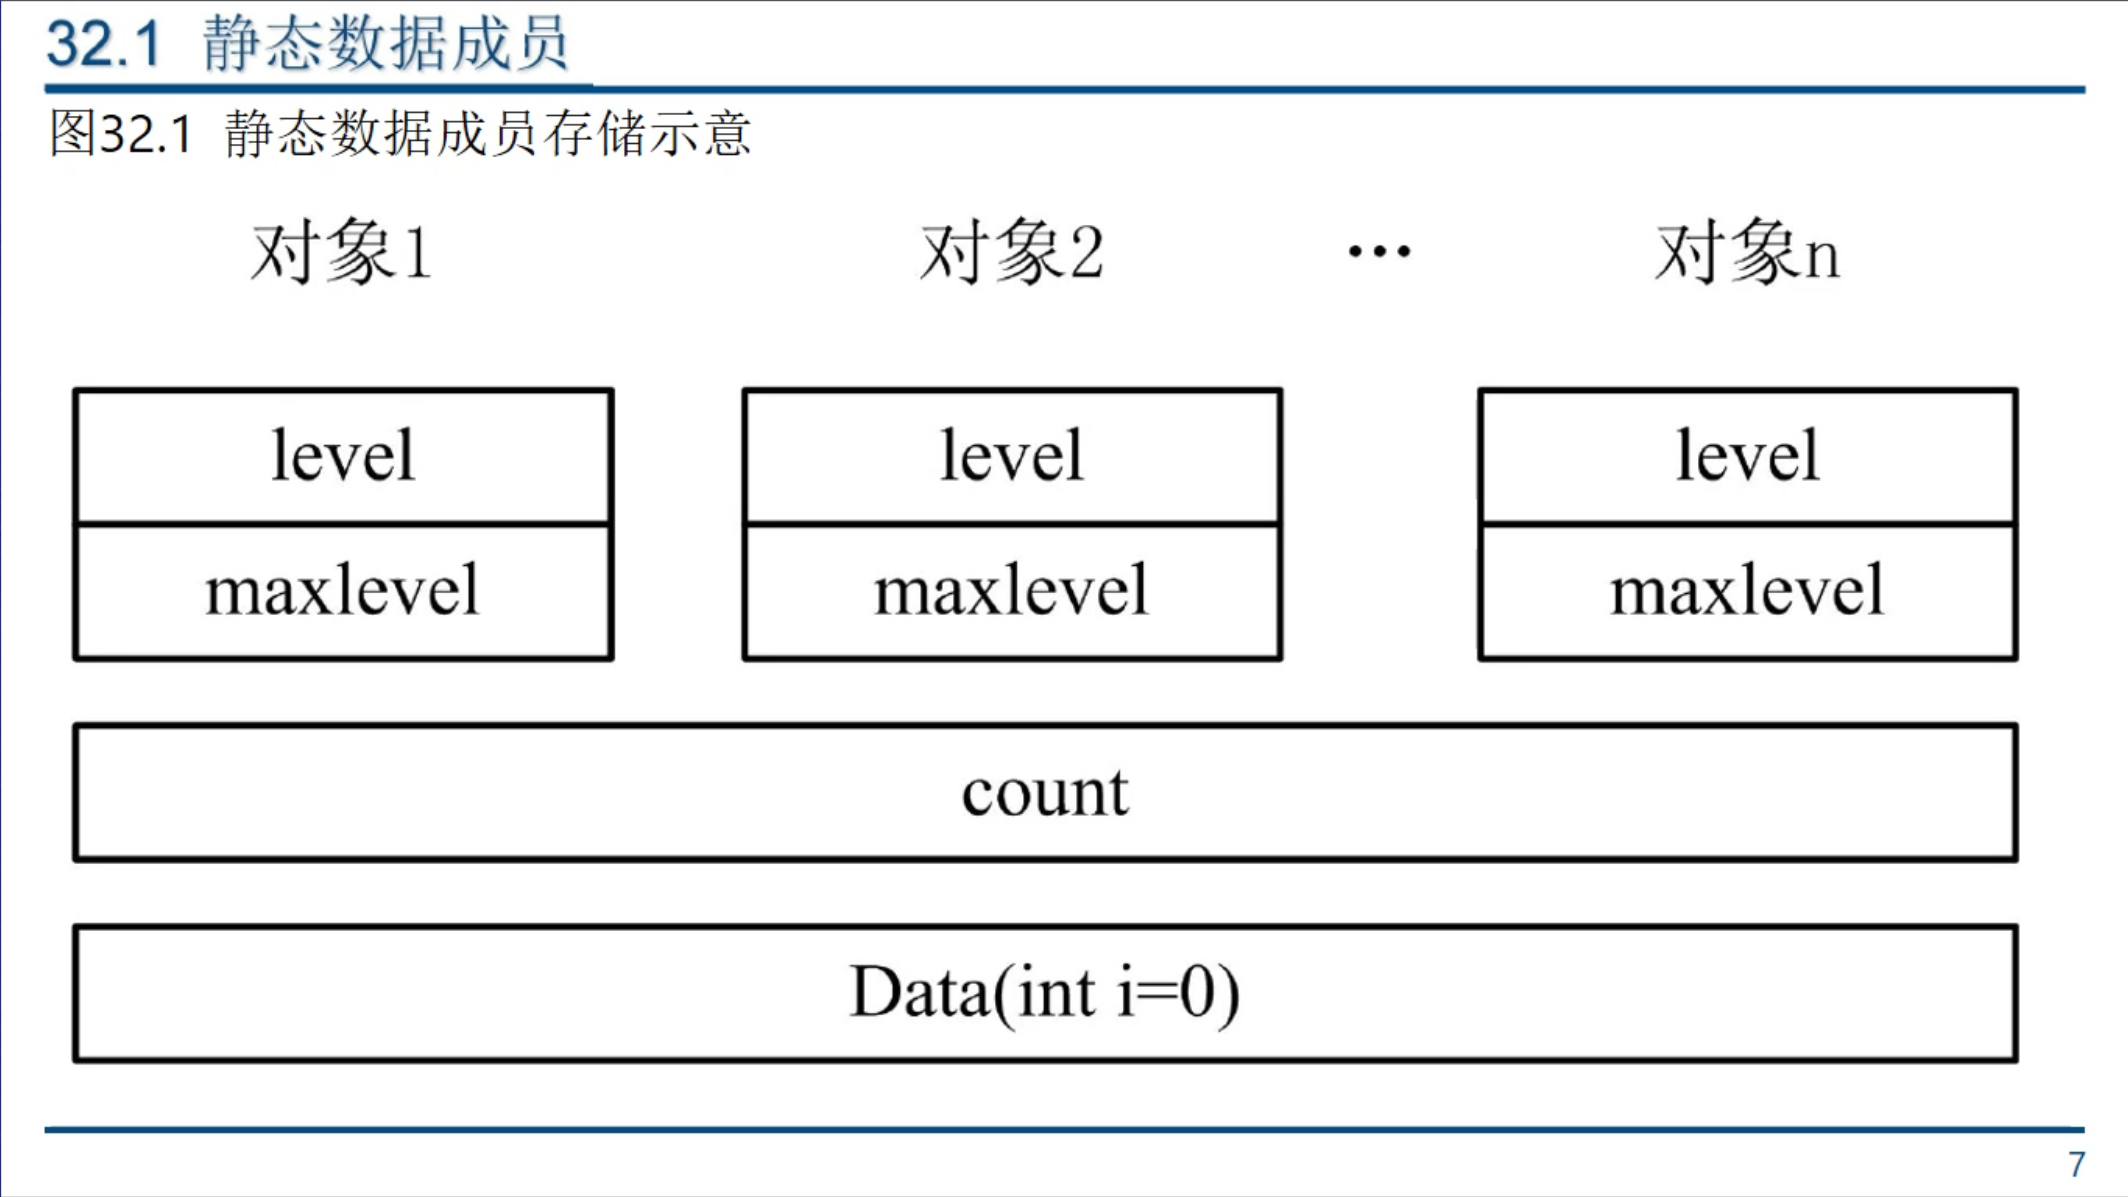 32.1 静态数据成员
图32.1 静态数据成员存储示意
对象1 对象2 … 对象n
level level level
maxlevel maxlevel maxlevel
count
Data(int i=0)
7